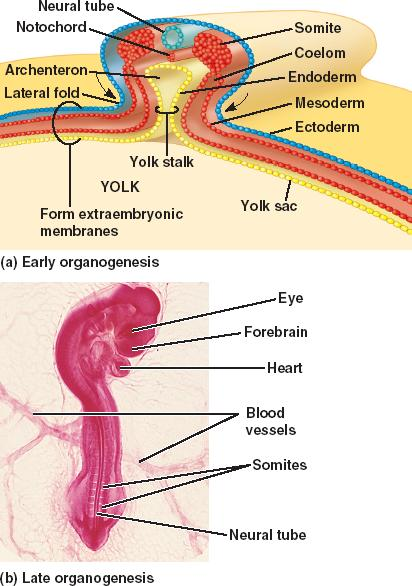 Neural tube
Notochord
Somite
Coelom
Archenteron
Endoderm
Lateral fold
Mesoderm
Ectoderm
Yolk stalk
YOLK
Yolk sac
Form extraembryonic
membranes
(a) Early organogenesis
Eye
Forebrain
Heart
Blood
vessels
Somites
Neural tube
(b) Late organogenesis